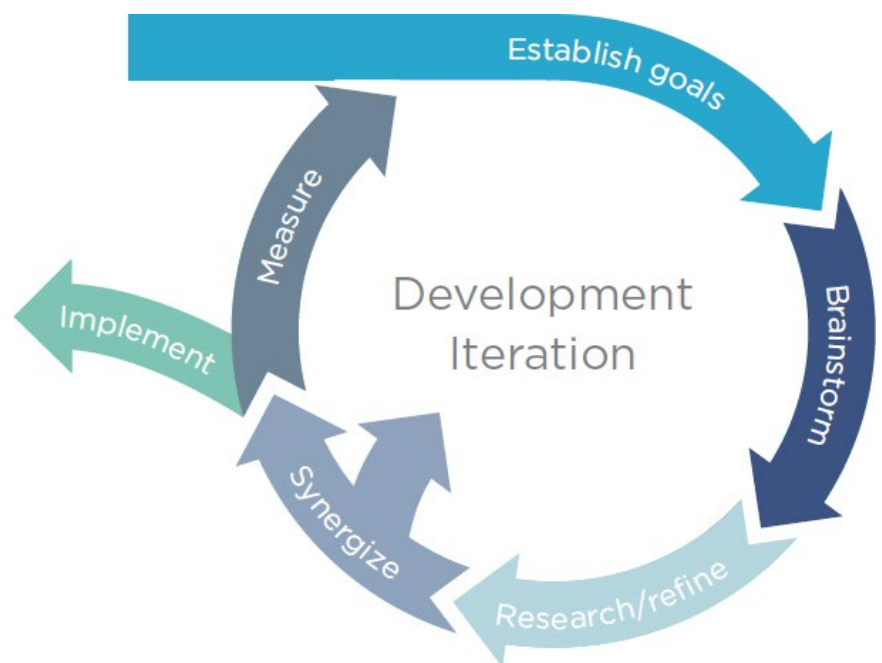 Establish goals
Brainstorm
Research/refine
Synergize
Measure
Implement
Development
Iteration